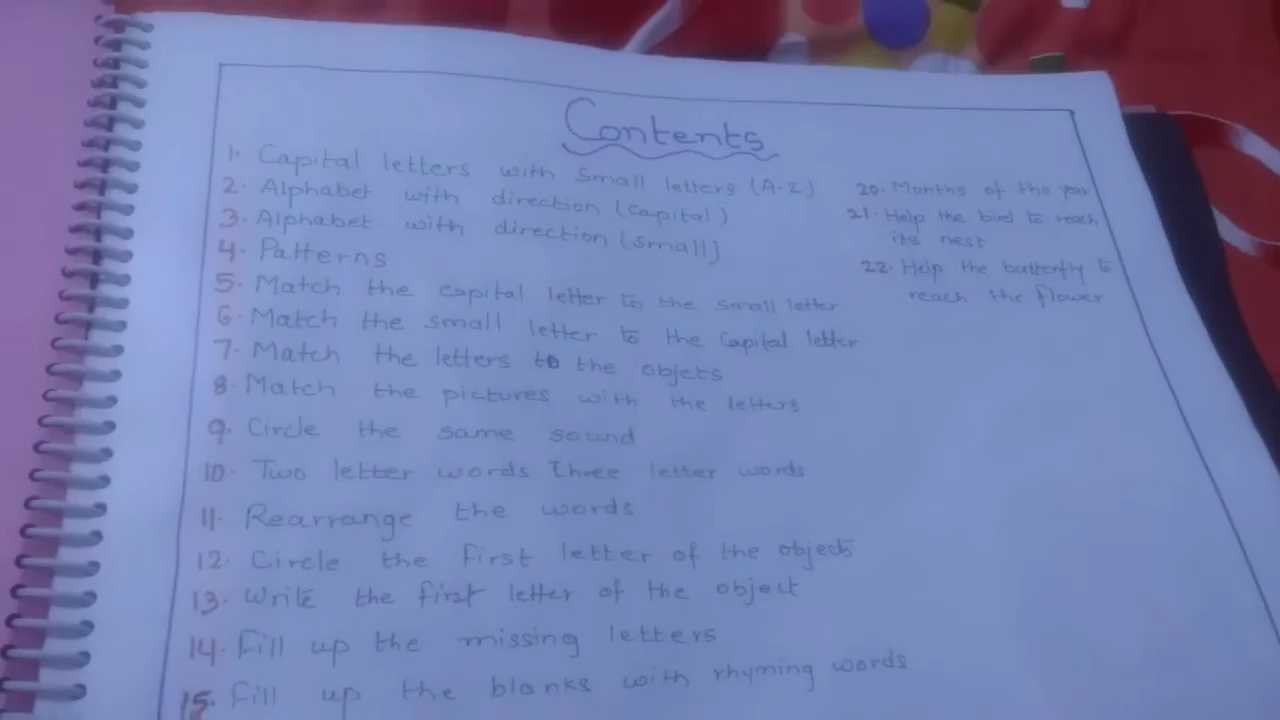 Contents
1. Capital letters with small letters (A-Z)
2. Alphabet with direction (capital)
3. Alphabet with direction (small)
4. Patterns
5. Match the capital letter to the small letter
6. Match the small letter to the capital letter
7. Match the letters to the objets
8. Match the pictures with the letters
9. Circle the same sound
10. Two letter words Three letter words
11. Rearrange the words
12. Circle the first letter of the object
13. Write the first letter of the object
14. Fill up the missing letters
15. Fill up the blanks with rhyming words
20. Months of the year
21. Help the bird to reach
its nest
22. Help the butterfly to
reach the flower